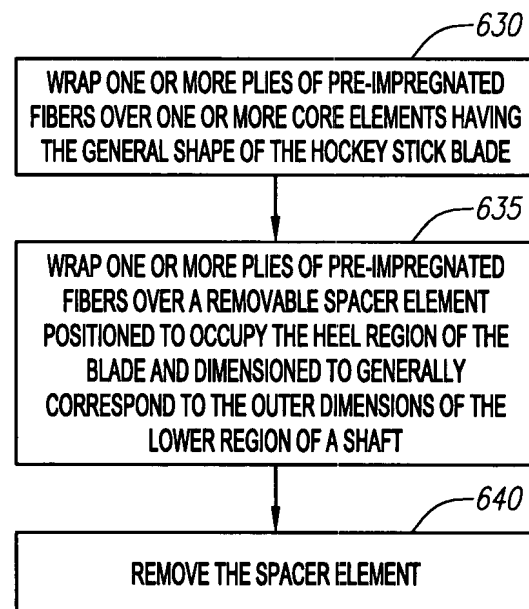 630
WRAP ONE OR MORE PLIES OF PRE-IMPREGNATED
FIBERS OVER ONE OR MORE CORE ELEMENTS HAVING
THE GENERAL SHAPE OF THE HOCKEY STICK BLADE
635
WRAP ONE OR MORE PLIES OF PRE-IMPREGNATED
FIBERS OVER A REMOVABLE SPACER ELEMENT
POSITIONED TO OCCUPY THE HEEL REGION OF THE
BLADE AND DIMENSIONED TO GENERALLY
CORRESPOND TO THE OUTER DIMENSIONS OF THE
LOWER REGION OF A SHAFT
640
REMOVE THE SPACER ELEMENT